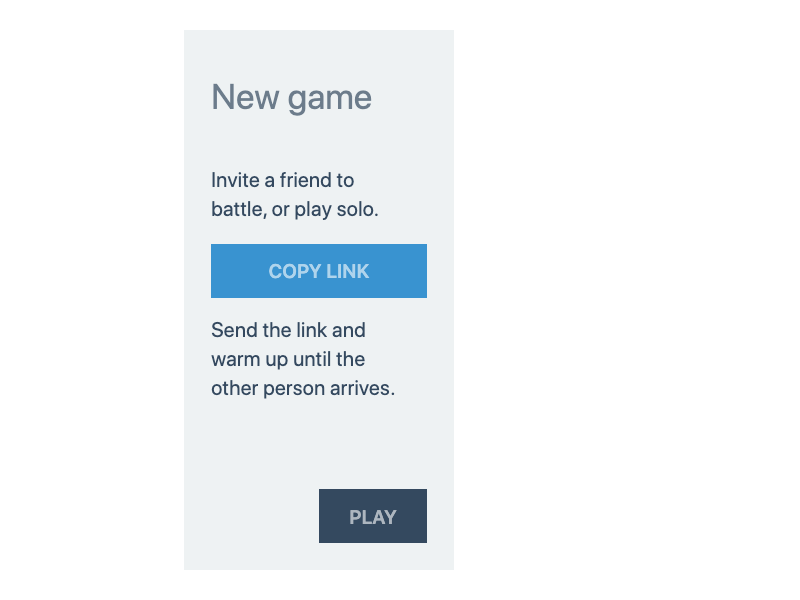 New game
Invite a friend to
battle, or play solo.
COPY LINK
Send the link and
warm up until the
other person arrives.
PLAY